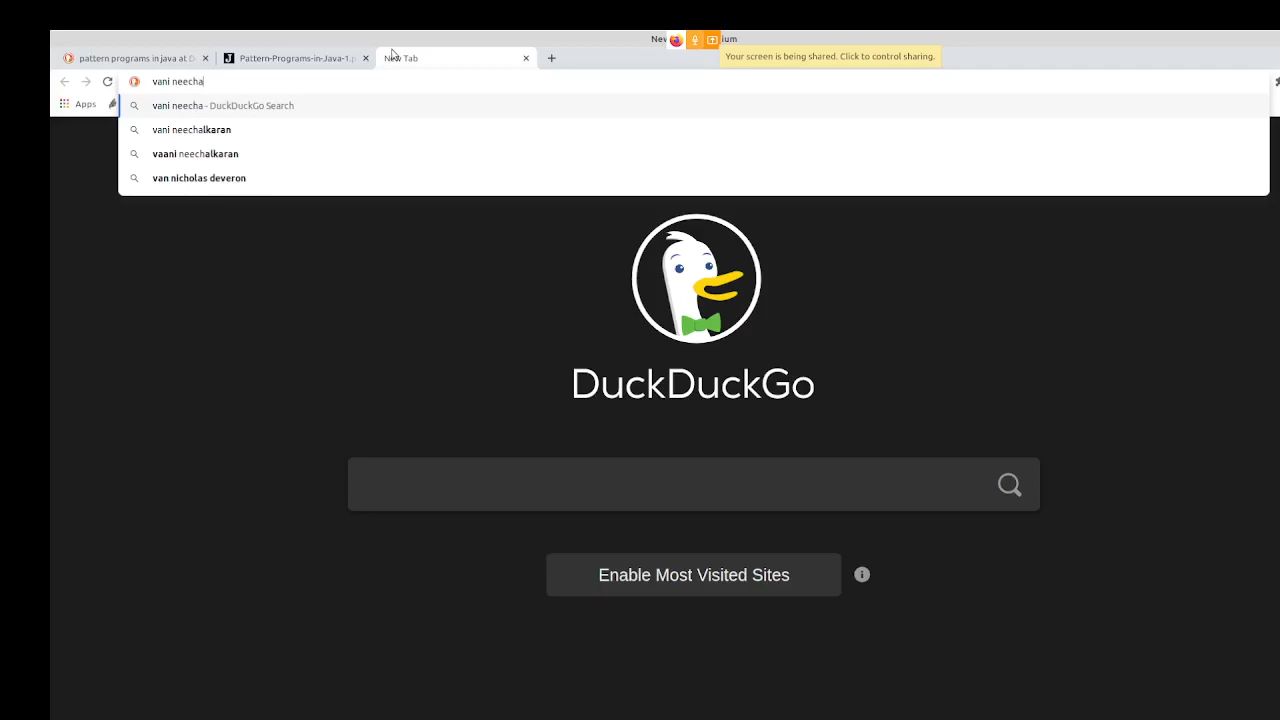 New
ium
Your screen is being shared. Click to control sharing.
pattern programs in java at D
Pattern-Programs-in-Java-1.p
New Tab
vani neecha
Apps
vani neecha - DuckDuckGo Search
vani neechalkaran
vaani neechalkaran
van nicholas deveron
DuckDuckGo
Enable Most Visited Sites